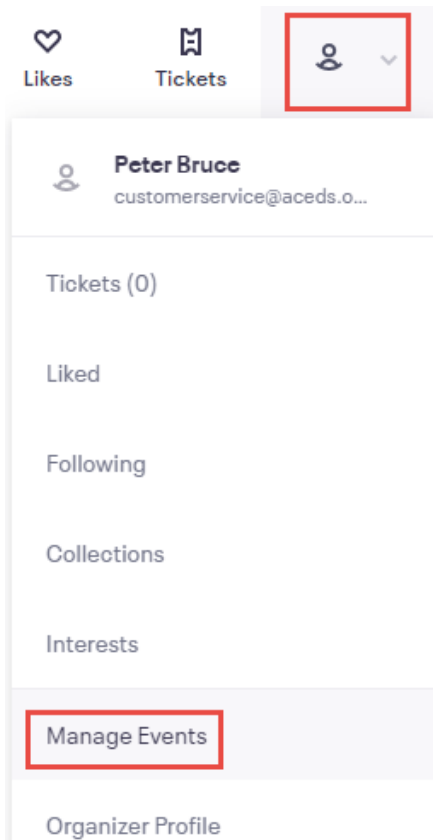 Likes
Tickets
Peter Bruce
customerservice@aceds.o...
Tickets (0)
Liked
Following
Collections
Interests
Manage Events
Organizer Profile